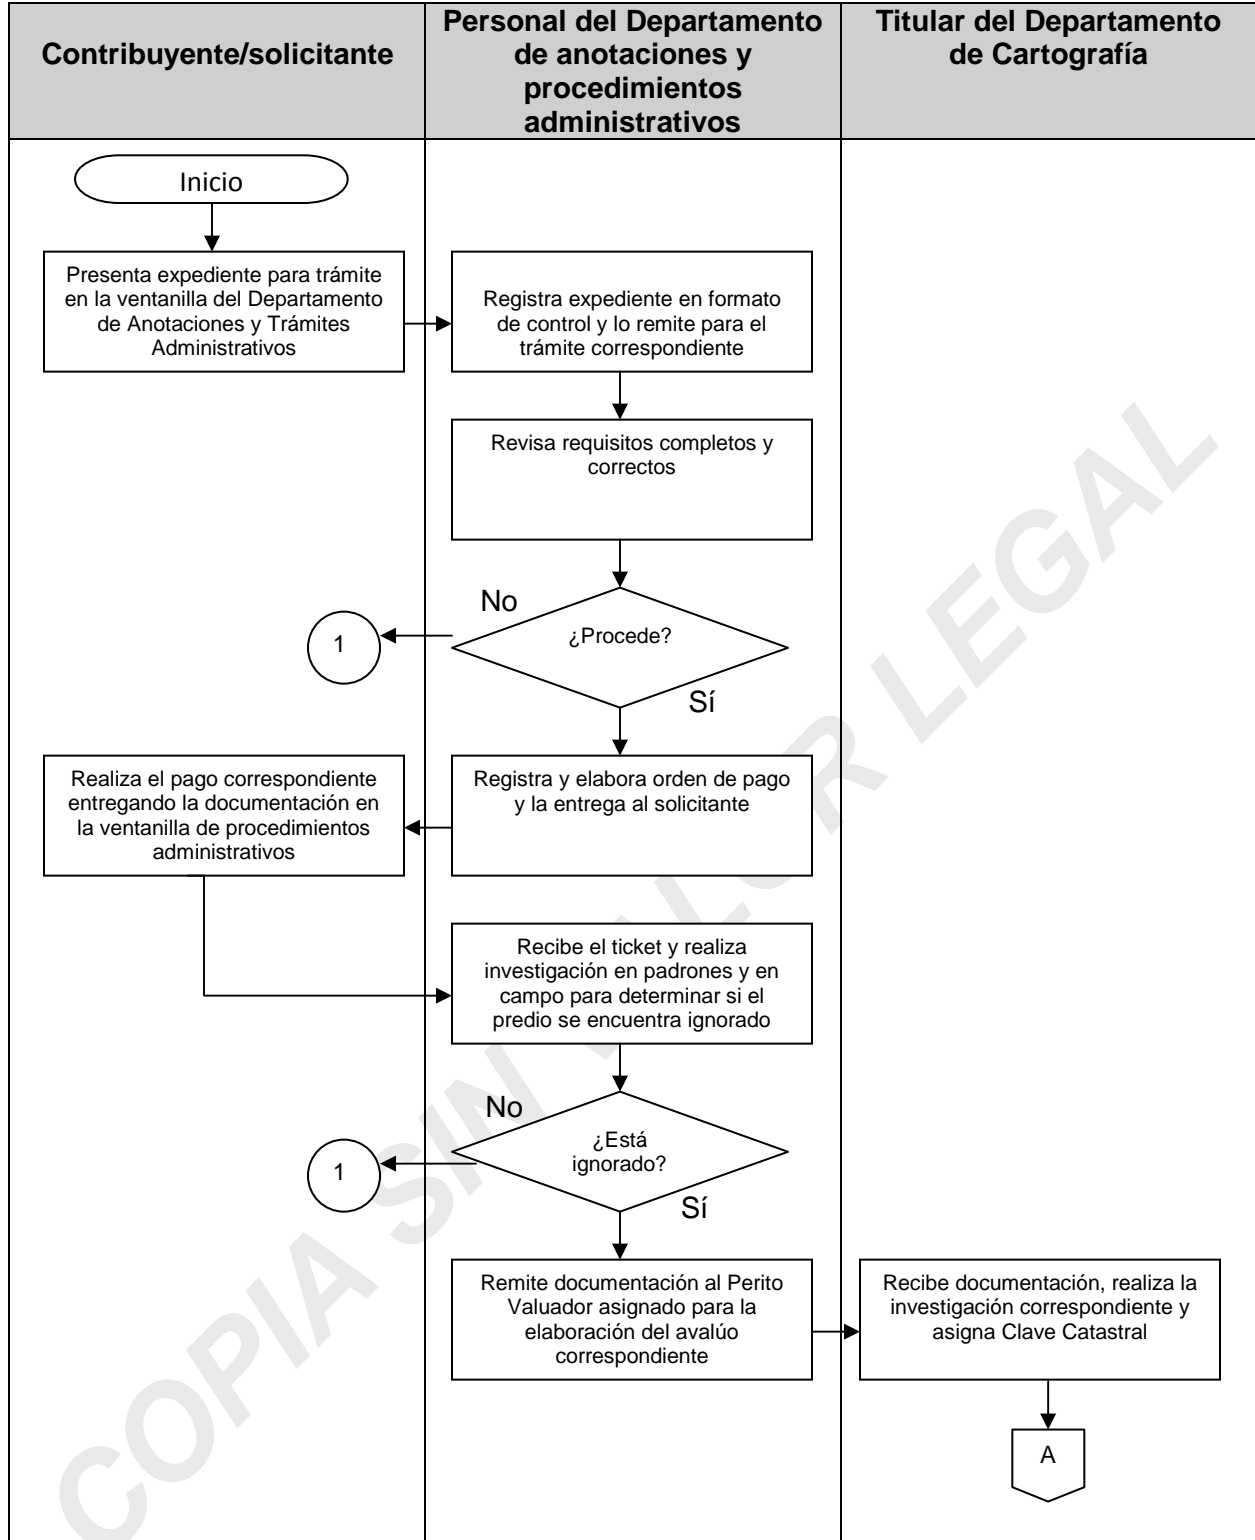 Contribuyente/solicitante
Personal del Departamento
de anotaciones y
procedimientos
administrativos
Titular del Departamento
de Cartografía
Inicio
Presenta expediente para trámite
en la ventanilla del Departamento
de Anotaciones y Trámites
Administrativos
Registra expediente en formato
de control y lo remite para el
trámite correspondiente
Revisa requisitos completos y
correctos
No
¿Procede?
1
Sí
Registra y elabora orden de pago
y la entrega al solicitante
Realiza el pago correspondiente
entregando la documentación en
la ventanilla de procedimientos
administrativos
Recibe el ticket y realiza
investigación en padrones y en
campo para determinar si el
predio se encuentra ignorado
No
¿Está
ignorado?
1
Sí
Remite documentación al Perito
Valuador asignado para la
elaboración del avalúo
correspondiente
Recibe documentación, realiza la
investigación correspondiente y
asigna Clave Catastral
A
COPIA SIN VALOR LEGAL